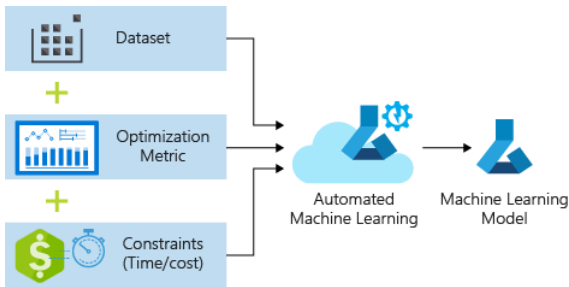 Dataset
+
Optimization
Metric
+
Constraints
(Time/cost)
$
Automated
Machine Learning
Machine Learning
Model